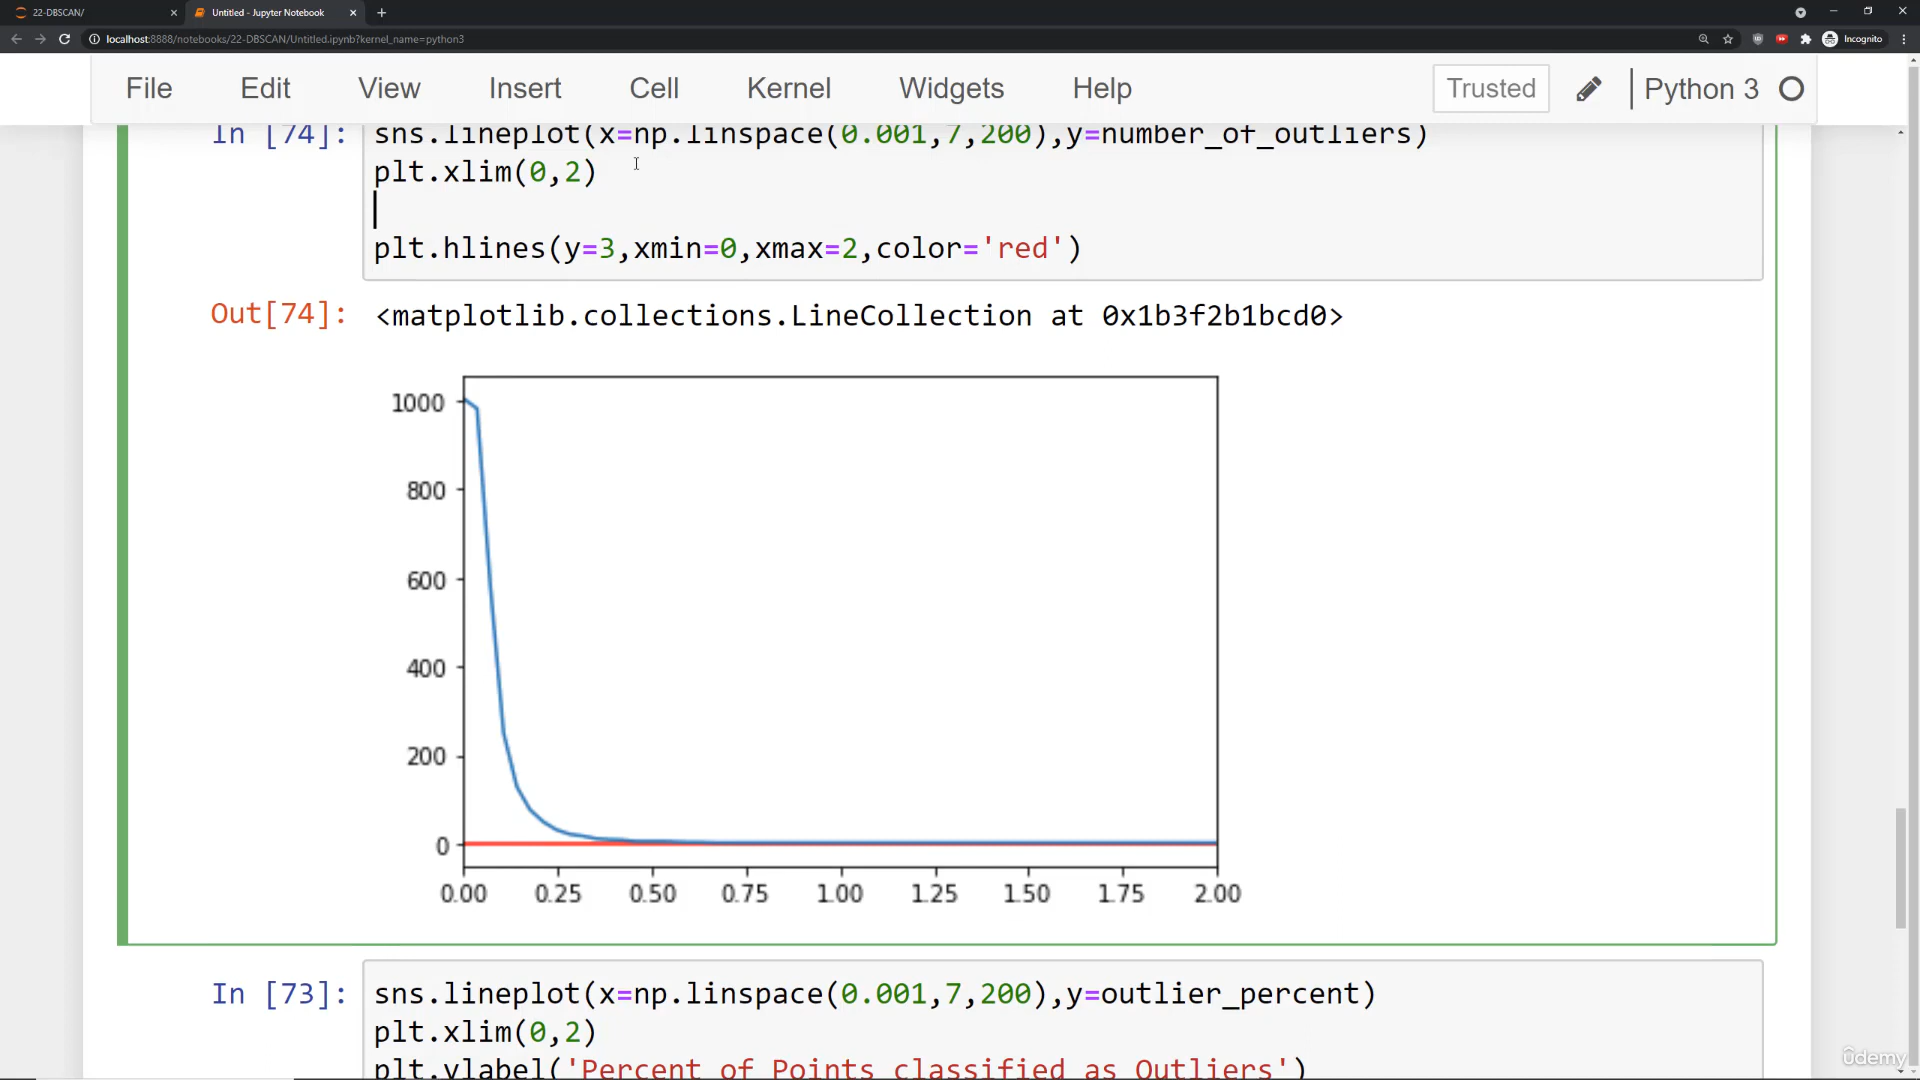 22-DBSCAN/
Untitled - Jupyter Notebook
localhost:8888/notebooks/22-DBSCAN/Untitled.ipynb?kernel_name=python3
Incognito
File Edit View Insert Cell Kernel Widgets Help Trusted Python 3
In [74]: sns.lineplot(x=np.linspace(0.001,7,200),y=number_of_outliers)
plt.xlim(0,2)
plt.hlines(y=3,xmin=0,xmax=2,color='red')
Out[74]: <matplotlib.collections.LineCollection at 0x1b3f2b1bcd0>
1000
800
600
400
200
0
0.00 0.25 0.50 0.75 1.00 1.25 1.50 1.75 2.00
In [73]: sns.lineplot(x=np.linspace(0.001,7,200),y=outlier_percent)
plt.xlim(0,2)
plt.ylabel('Percent of Points classified as Outliers')
ûdemy